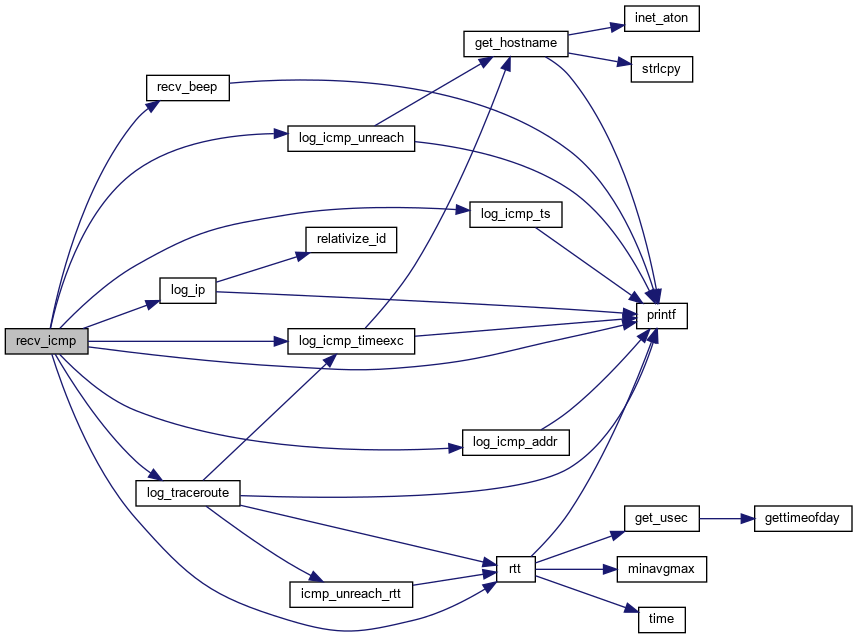 inet_aton
get_hostname
strlcpy
recv_beep
log_icmp_unreach
log_icmp_ts
relativize_id
log_ip
printf
recv_icmp
log_icmp_timeexc
log_icmp_addr
log_traceroute
get_usec
gettimeofday
rtt
minavgmax
icmp_unreach_rtt
time